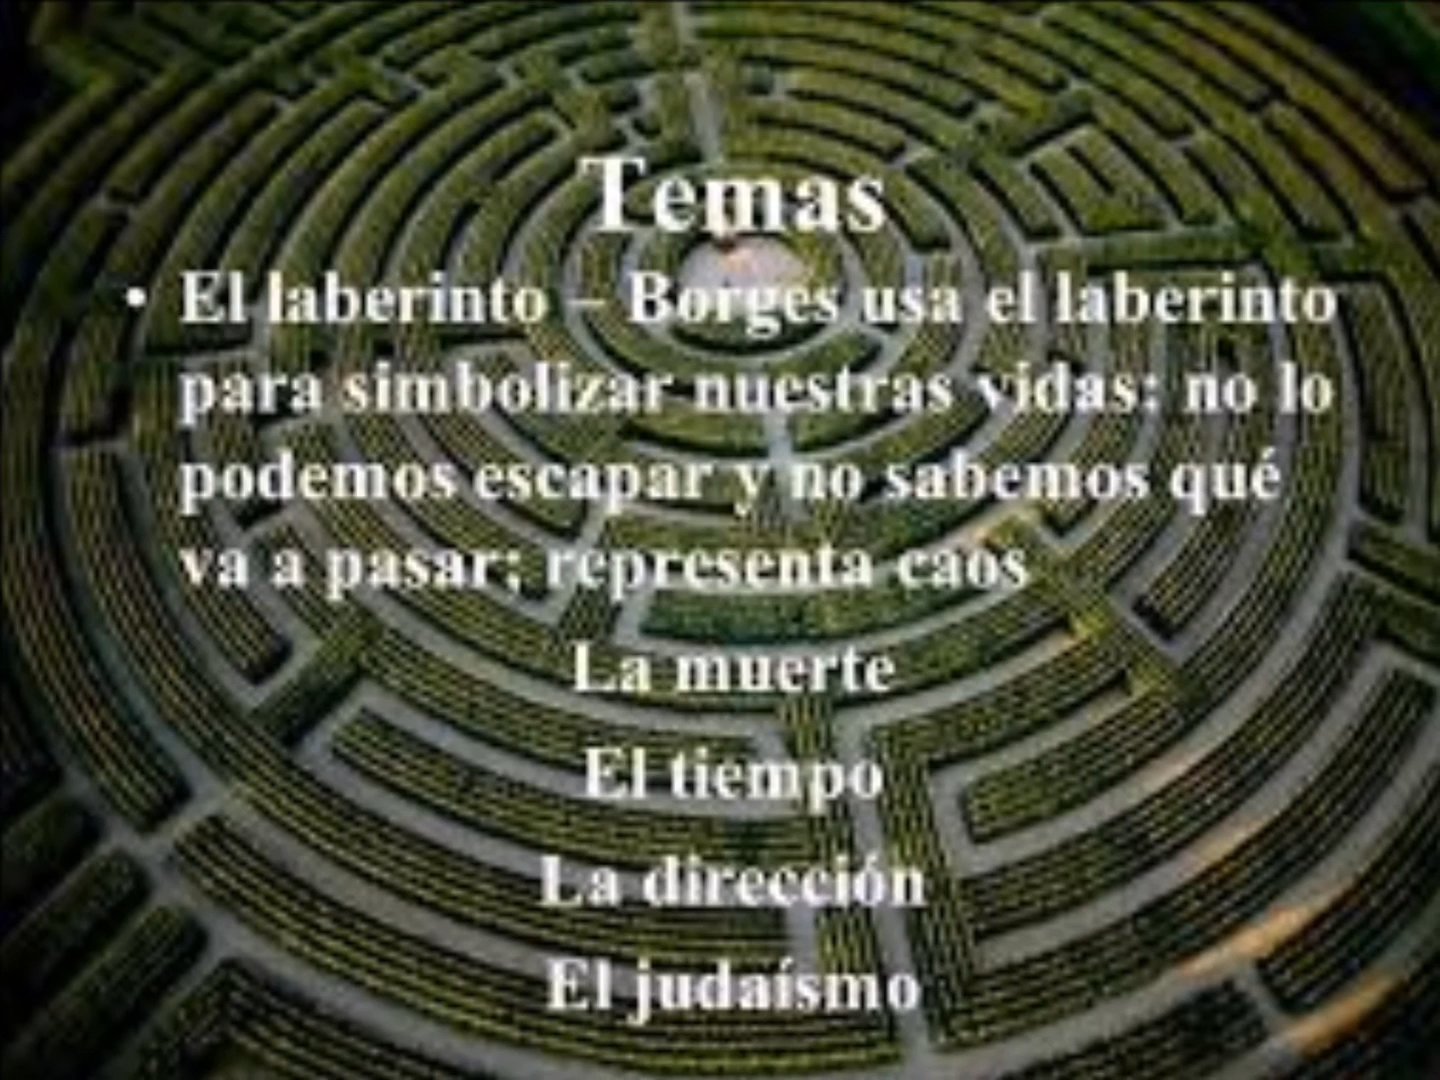 Temas
• El laberinto – Borges usa el laberinto
para simbolizar nuestras vidas: no lo
podemos escapar y no sabemos qué
va a pasar; representa caos
La muerte
El tiempo
La dirección
El judaísmo